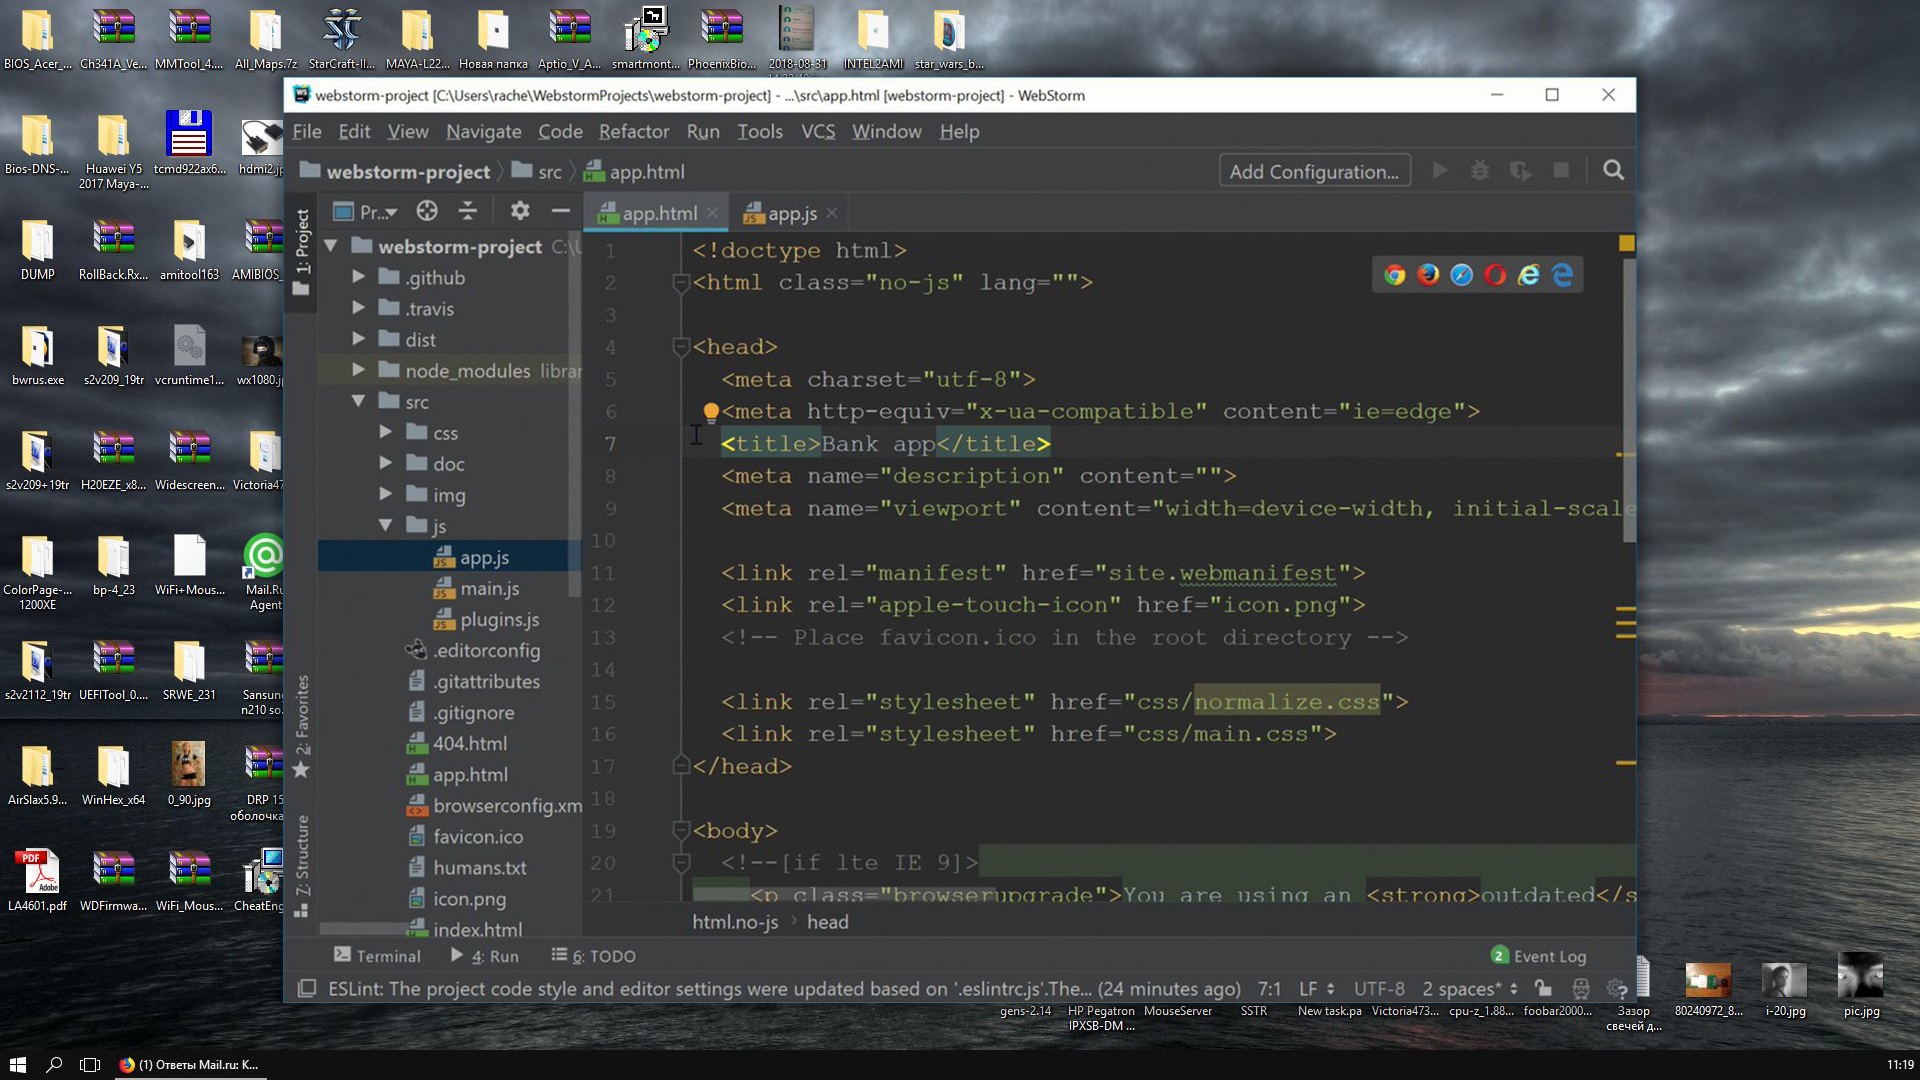 BIOS_Acer_...
Ch341A_Ve...
MMTool_4....
All_Maps.7z
StarCraft-II...
MAYA-L22...
Новая папка
Aptio_V_A...
smartmont...
PhoenixBio...
2018-08-31
INTEL2AMI
star_wars_b...
webstorm-project [C:\Users\rache\WebstormProjects\webstorm-project] - ...\src\app.html [webstorm-project] - WebStorm
File Edit View Navigate Code Refactor Run Tools VCS Window Help
webstorm-project src app.html
Add Configuration...
Bios-DNS-...
Huawei Y5
2017 Maya-...
tcmd922ax6...
hdmi2.jp
DUMP
RollBack.Rx...
amitool163
AMIBIOS_
bwrus.exe
s2v209_19tr
vcruntime1...
wx1080.jp
s2v209+19tr
H20EZE_x8...
Widescreen...
Victoria47
ColorPage-...
1200XE
bp-4_23
WiFi+Mous...
Mail.Ru
Agent
s2v2112_19tr
UEFITool_0....
SRWE_231
Sansun
n210 so.
AirSlax5.9...
WinHex_x64
0_90.jpg
DRP 15
оболочка
LA4601.pdf
WDFirmwa...
WiFi_Mous...
CheatEng
1: Project
2: Favorites
7: Structure
Pr...
app.html
app.js
webstorm-project C:\U
.github
.travis
dist
node_modules librar
src
css
doc
img
js
app.js
main.js
plugins.js
.editorconfig
.gitattributes
.gitignore
404.html
app.html
browserconfig.xm
favicon.ico
humans.txt
icon.png
index.html
1 <!doctype html>
2 <html class="no-js" lang="">
3
4 <head>
5 <meta charset="utf-8">
6 <meta http-equiv="x-ua-compatible" content="ie=edge">
7 <title>Bank app</title>
8 <meta name="description" content="">
9 <meta name="viewport" content="width=device-width, initial-scale
10
11 <link rel="manifest" href="site.webmanifest">
12 <link rel="apple-touch-icon" href="icon.png">
13 <!-- Place favicon.ico in the root directory -->
14
15 <link rel="stylesheet" href="css/normalize.css">
16 <link rel="stylesheet" href="css/main.css">
17 </head>
18
19 <body>
20 <!--[if lte IE 9]>
21 <p class="browserupgrade">You are using an <strong>outdated</s
html.no-js head
Terminal 4: Run 6: TODO
2 Event Log
ESLint: The project code style and editor settings were updated based on '.eslintrc.js'.The... (24 minutes ago) 7:1 LF UTF-8 2 spaces*
gens-2.14
HP Pegatron
IPXSB-DM ...
MouseServer
SSTR
New task.pa
Victoria473...
cpu-z_1.88...
foobar2000...
Зазор
свечей д...
80240972_8...
i-20.jpg
pic.jpg
(1) Ответы Mail.ru: К...
11:19